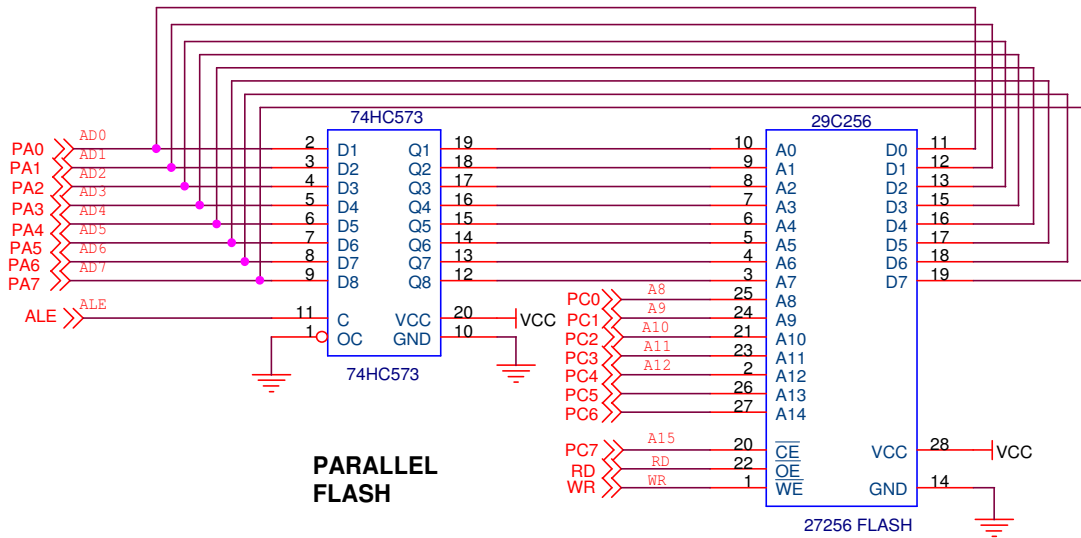 74HC573
29C256
PA0 AD0 2 D1 Q1 19 10 A0 D0 11
PA1 AD1 3 D2 Q2 18 9 A1 D1 12
PA2 AD2 4 D3 Q3 17 8 A2 D2 13
PA3 AD3 5 D4 Q4 16 7 A3 D3 15
PA4 AD4 6 D5 Q5 15 6 A4 D4 16
PA5 AD5 7 D6 Q6 14 5 A5 D5 17
PA6 AD6 8 D7 Q7 13 4 A6 D6 18
PA7 AD7 9 D8 Q8 12 3 A7 D7 19
PC0 A8 25 A8
ALE ALE 11 C VCC 20 VCC PC1 A9 24 A9
1 OC GND 10 PC2 A10 21 A10
PC3 A11 23 A11
74HC573 PC4 A12 2 A12
PC5 26 A13
PC6 27 A14
PC7 A15 20 CE VCC 28 VCC
RD RD 22 OE
WR WR 1 WE GND 14
PARALLEL
FLASH
27256 FLASH